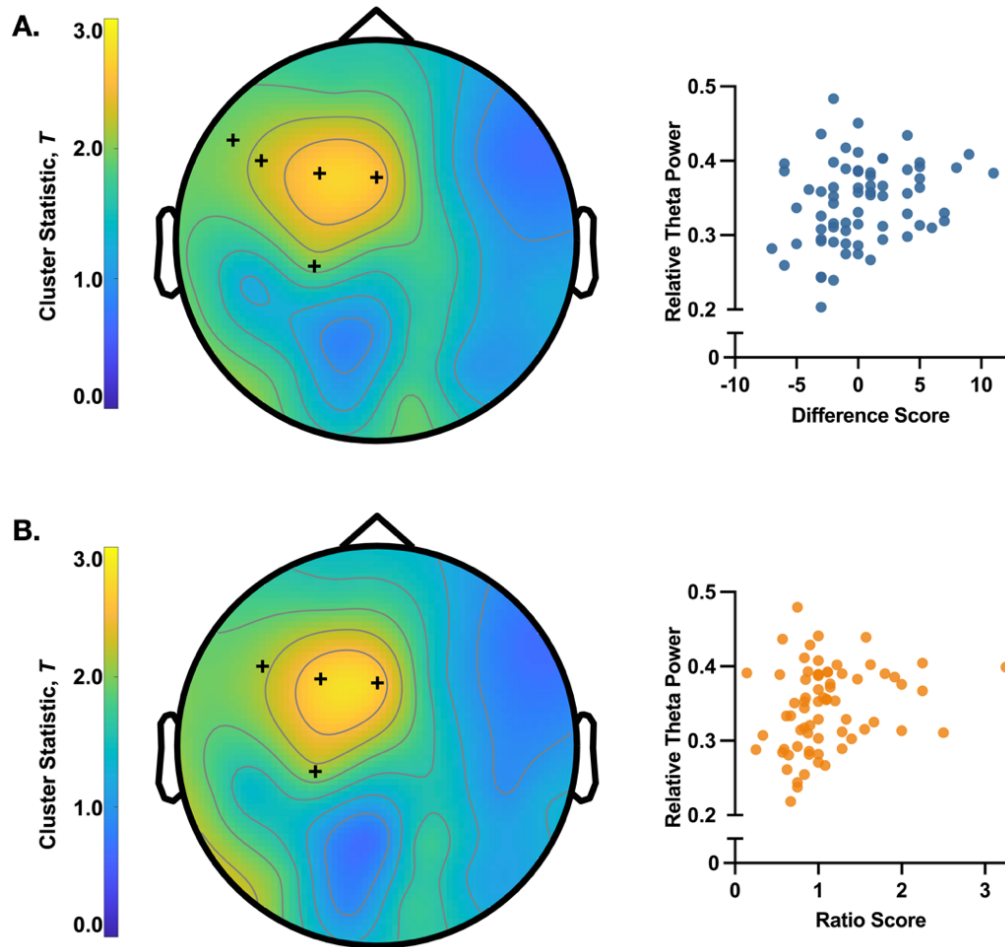 A.
3.0
2.0
1.0
0.0
Cluster Statistic, T
0.5
0.4
0.3
0.2
0
Relative Theta Power
-10 -5 0 5 10
Difference Score
B.
3.0
2.0
1.0
0.0
Cluster Statistic, T
0.5
0.4
0.3
0.2
0
Relative Theta Power
0 1 2 3
Ratio Score